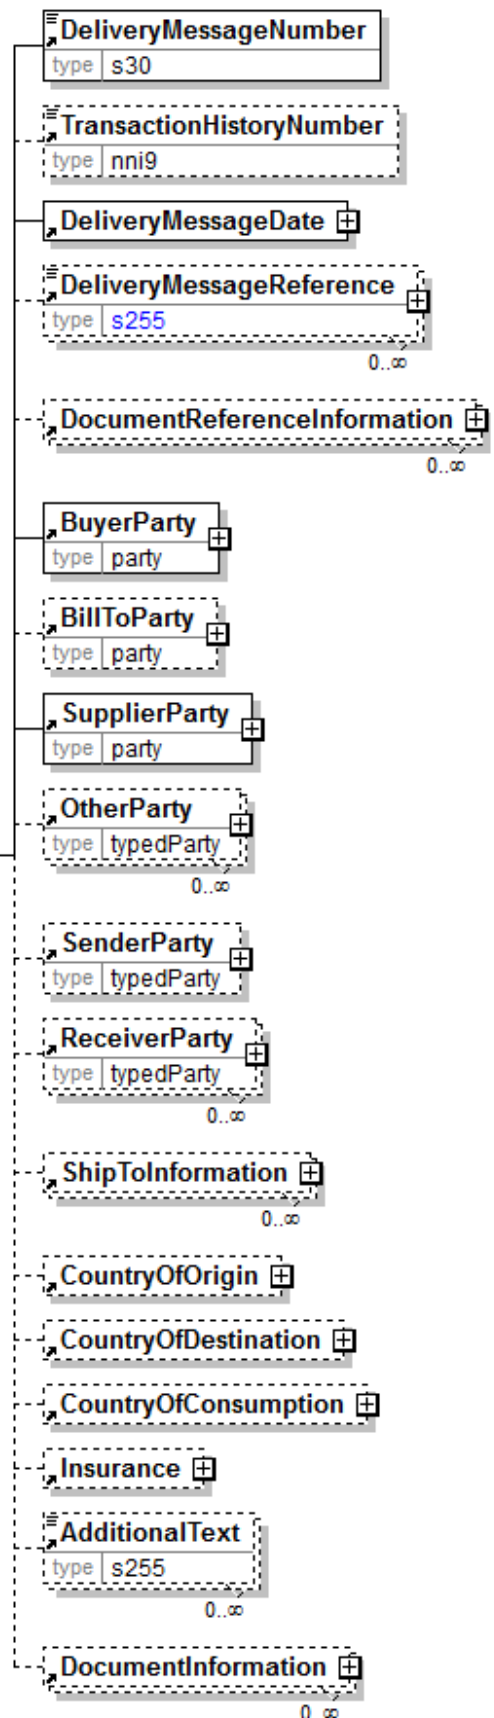 DeliveryMessageNumber
type s30
TransactionHistoryNumber
type nni9
DeliveryMessageDate
DeliveryMessageReference
type s255
0..∞
DocumentReferenceInformation
0..∞
BuyerParty
type party
BillToParty
type party
SupplierParty
type party
OtherParty
type typedParty
0..∞
SenderParty
type typedParty
ReceiverParty
type typedParty
0..∞
ShipToInformation
0..∞
CountryOfOrigin
CountryOfDestination
CountryOfConsumption
Insurance
AdditionalText
type s255
0..∞
DocumentInformation
0..∞